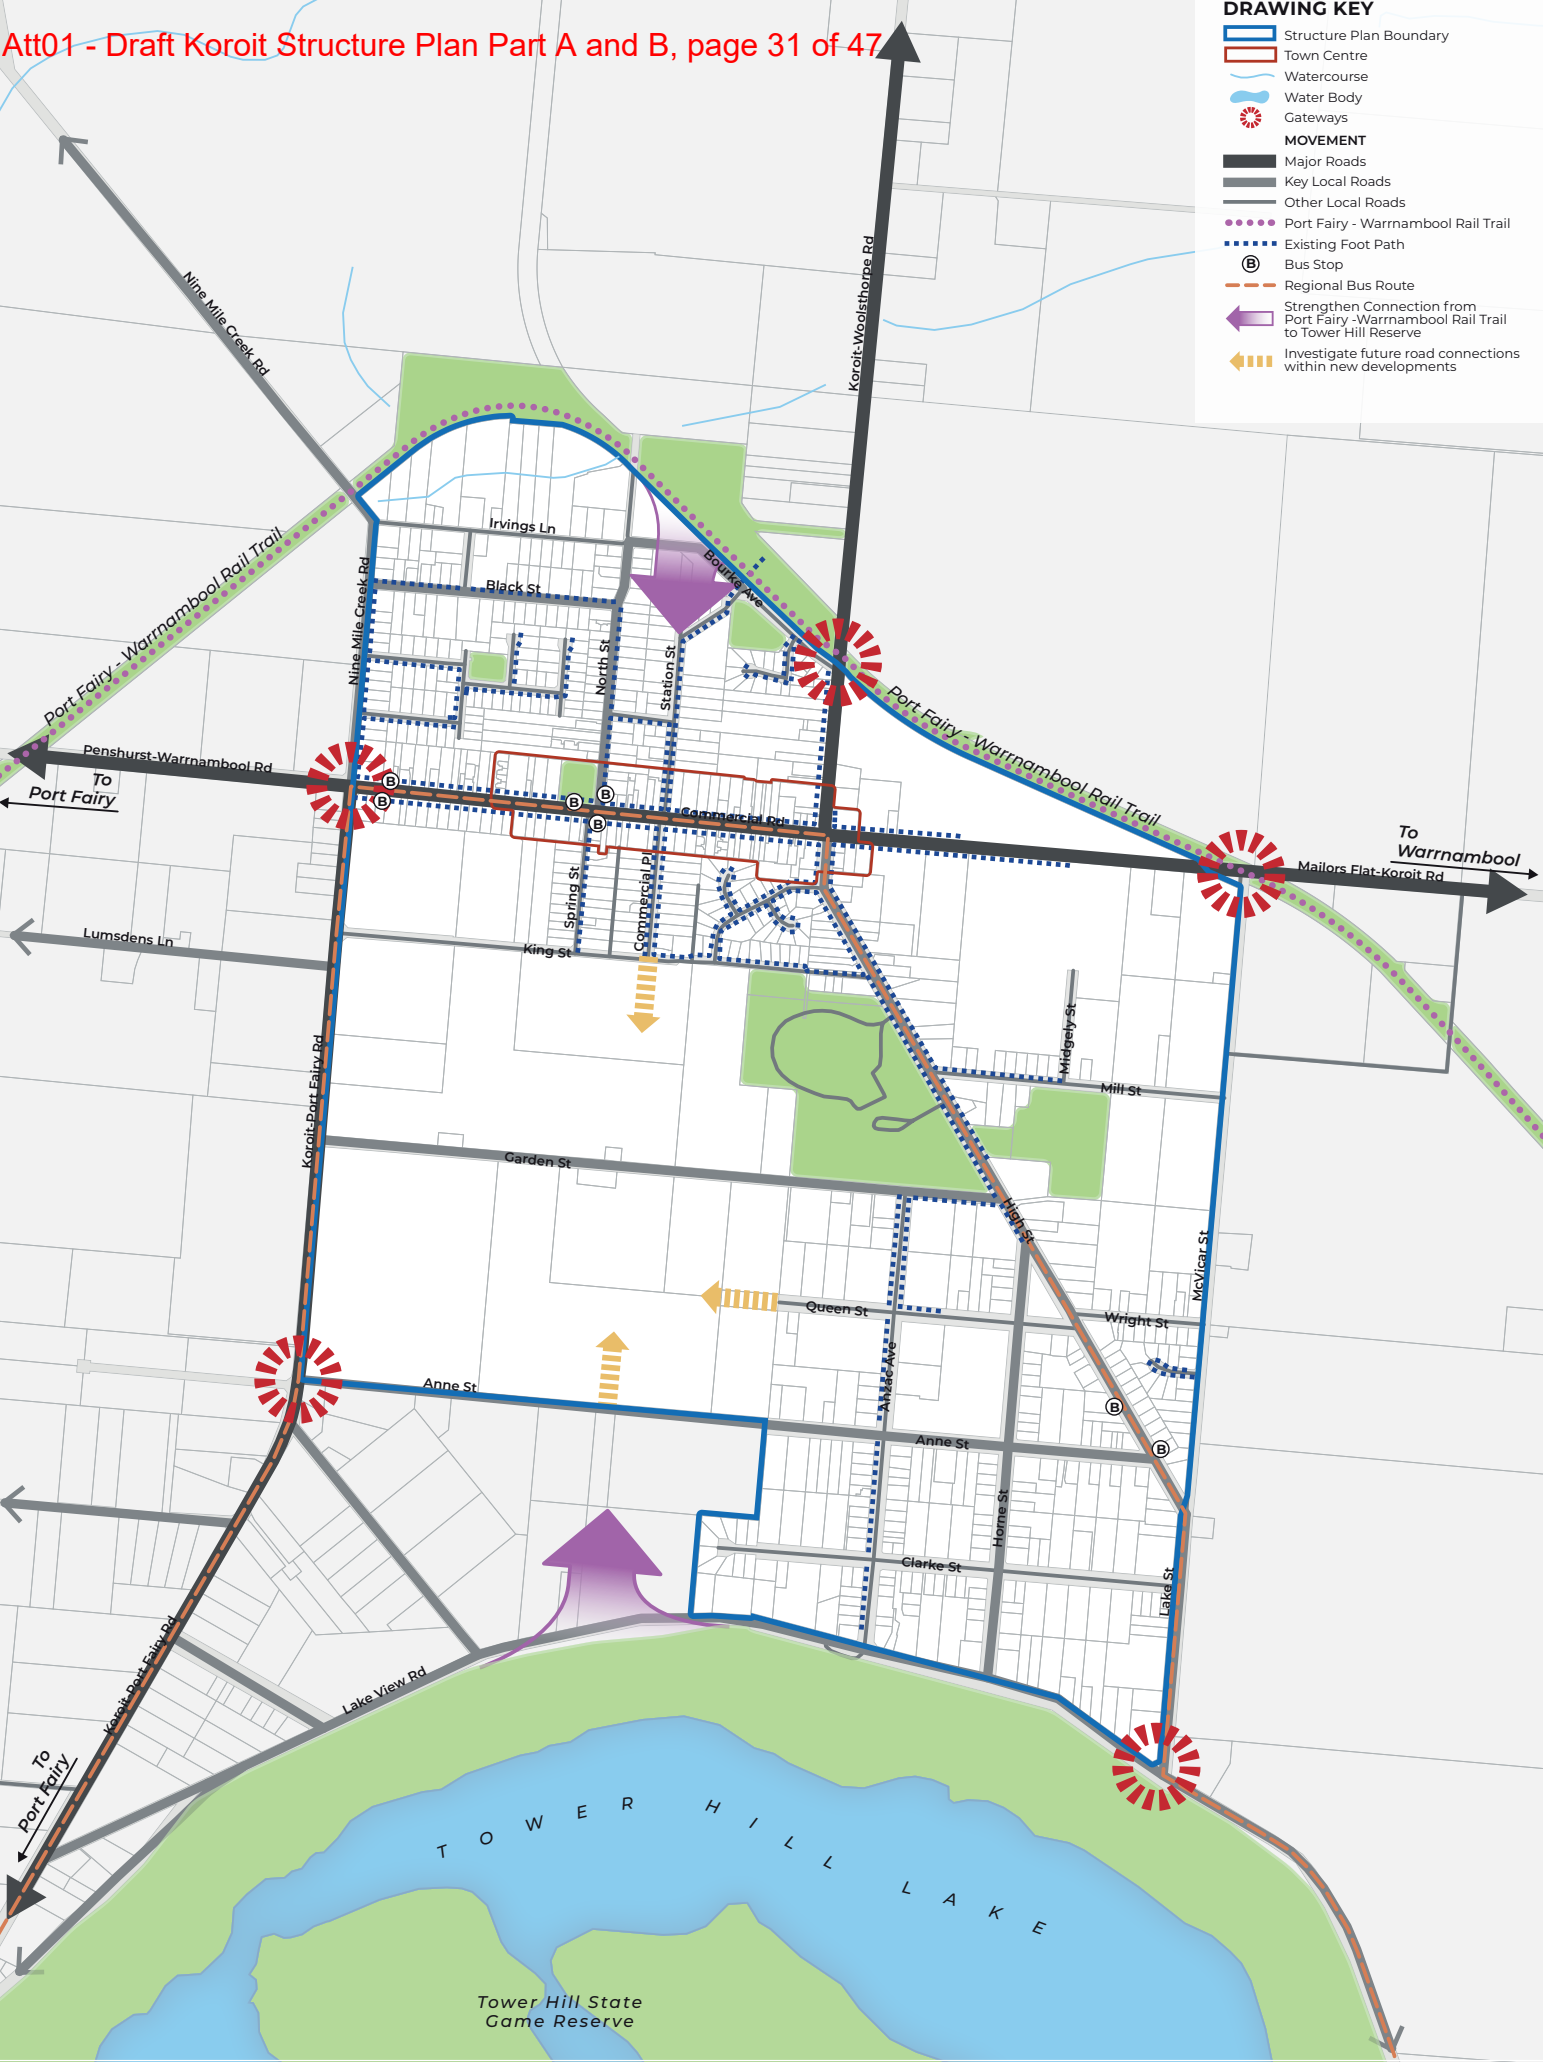 Att01 - Draft Koroit Structure Plan Part A and B, page 31 of 47
DRAWING KEY
Structure Plan Boundary
Town Centre
Watercourse
Water Body
Gateways
MOVEMENT
Major Roads
Key Local Roads
Other Local Roads
Port Fairy - Warrnambool Rail Trail
Existing Foot Path
B
Bus Stop
Regional Bus Route
Strengthen Connection from
Port Fairy -Warrnambool Rail Trail
to Tower Hill Reserve
Investigate future road connections
within new developments
Nine Mile Creek Rd
Koroit-Woolsthorpe Rd
Irvings Ln
Bourke Ave
Black St
Nine Mile Creek Rd
Port Fairy - Warrnambool Rail Trail
North St
Station St
Port Fairy - Warrnambool Rail Trail
Penshurst-Warrnambool Rd
To
Port Fairy
B
B
B
B
B
Commercial Rd
To
Warrnambool
Mailors Flat-Koroit Rd
Spring St
Commercial Pl
Lumsdens Ln
King St
Midgely St
Koroit-Port Fairy Rd
Mill St
Garden St
High St
McVicar St
Queen St
Wright St
Anzac Ave
Anne St
B
Anne St
B
Horne St
Clarke St
Lake St
Koroit-Port Fairy Rd
Lake View Rd
To
Port Fairy
TOWER HILL LAKE
Tower Hill State
Game Reserve